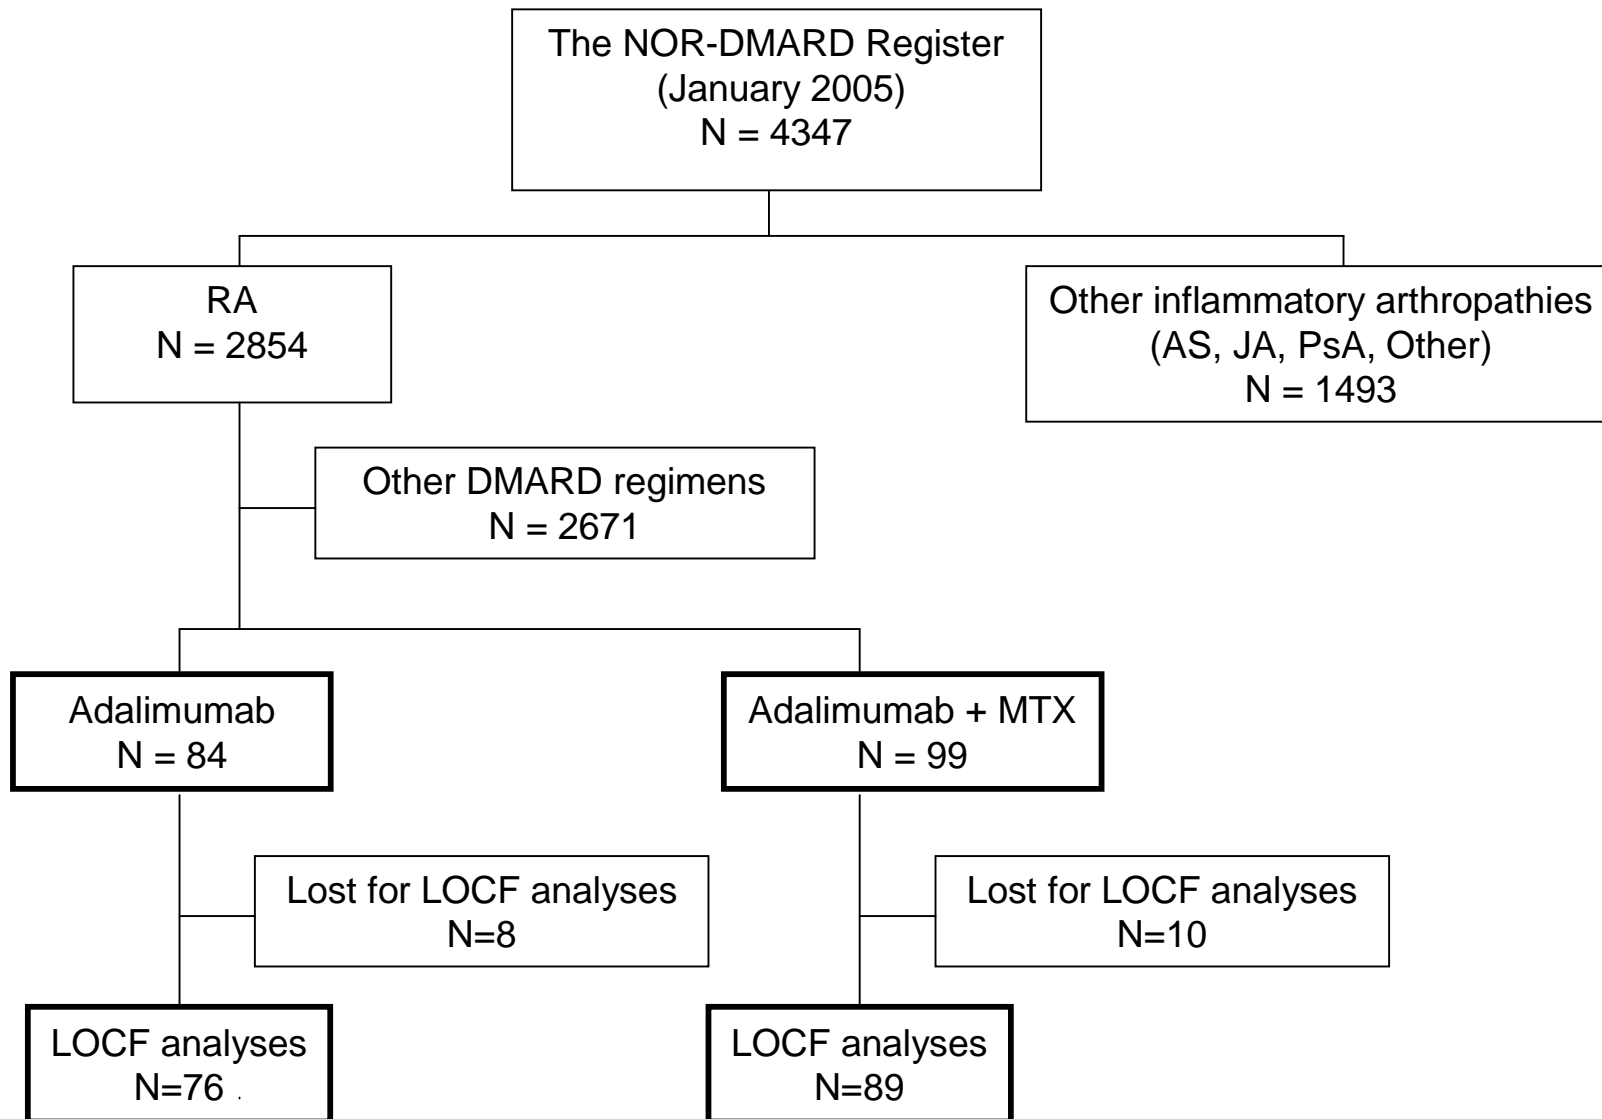 The NOR-DMARD Register
(January 2005)
N = 4347
RA
N = 2854
Other inflammatory arthropathies
(AS, JA, PsA, Other)
N = 1493
Other DMARD regimens
N = 2671
Adalimumab
N = 84
Adalimumab + MTX
N = 99
Lost for LOCF analyses
N=8
Lost for LOCF analyses
N=10
LOCF analyses
N=76 .
LOCF analyses
N=89